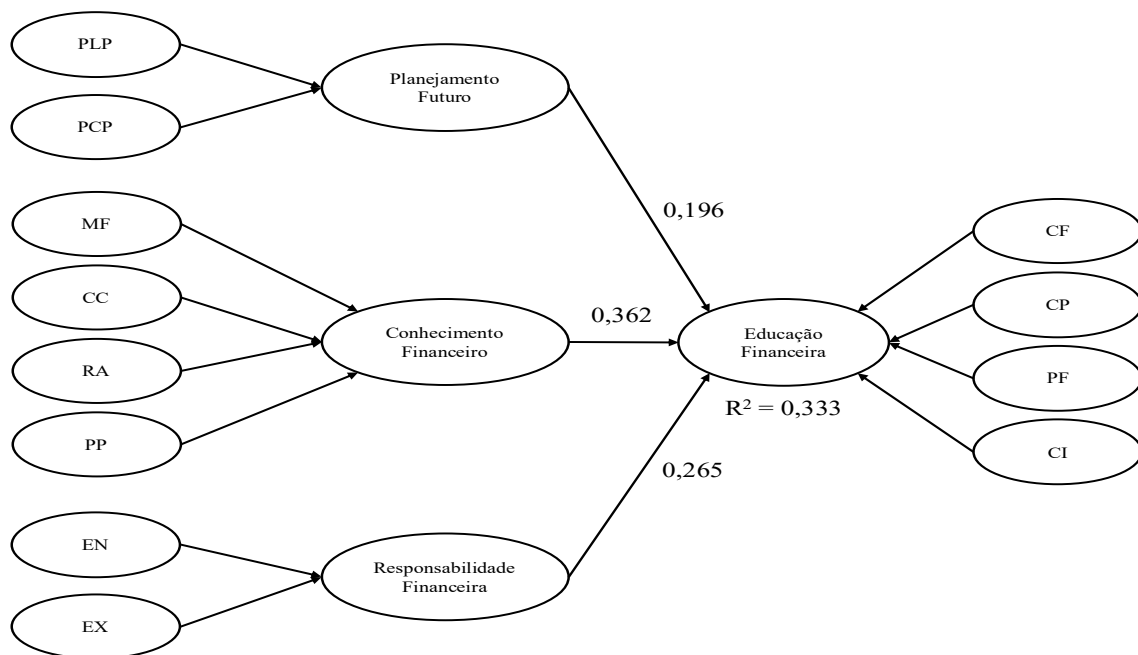 PLP
PCP
Planejamento
Futuro
0,196
MF
CC
RA
PP
Conhecimento
Financeiro
0,362
Educação
Financeira
R² = 0,333
CF
CP
PF
CI
0,265
EN
EX
Responsabilidade
Financeira